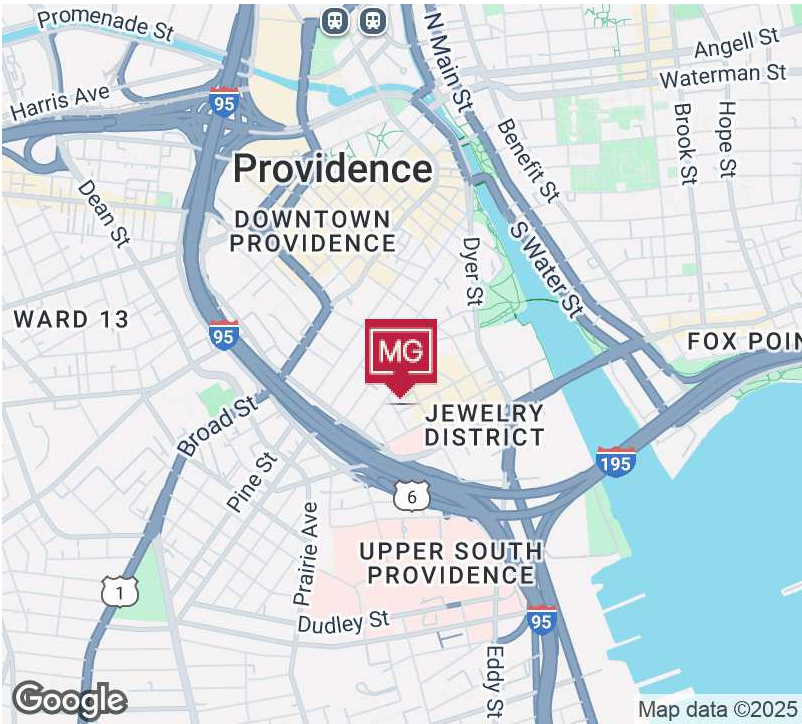 Promenade St
N Main St
Angell St
Waterman St
Harris Ave
95
Brook St
Hope St
Benefit St
Providence
Dean St
DOWNTOWN
PROVIDENCE
Dyer St
S Water St
WARD 13
95
MG
FOX POIN
Broad St
JEWELRY
DISTRICT
195
Pine St
6
Prairie Ave
UPPER SOUTH
PROVIDENCE
1
Dudley St
95
Eddy St
Google
Map data ©2025